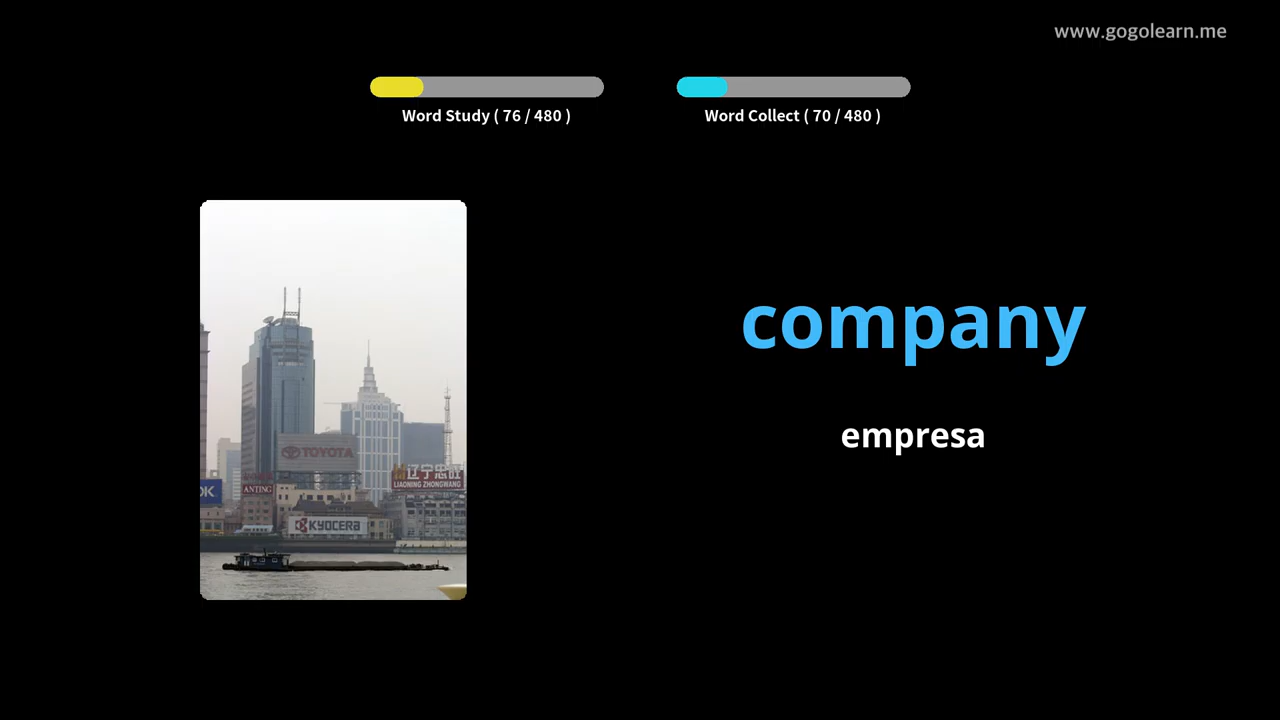 www.gogolearn.me
Word Study ( 76 / 480 )
Word Collect ( 70 / 480 )
company
empresa
TOYOTA
辽宁忠旺
LIAONING ZHONGWANG
OK
ANTING
KYOCERA